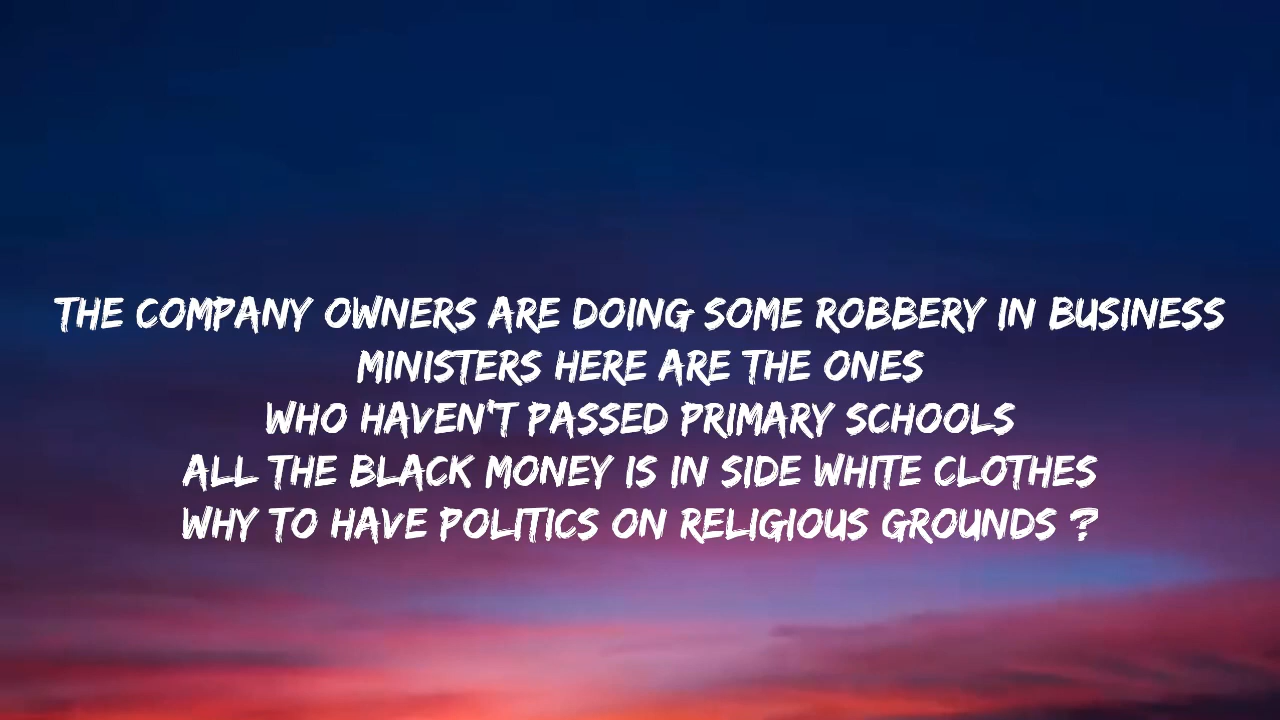 THE COMPANY OWNERS ARE DOING SOME ROBBERY IN BUSINESS
MINISTERS HERE ARE THE ONES
WHO HAVEN'T PASSED PRIMARY SCHOOLS
ALL THE BLACK MONEY IS IN SIDE WHITE CLOTHES
WHY TO HAVE POLITICS ON RELIGIOUS GROUNDS ?